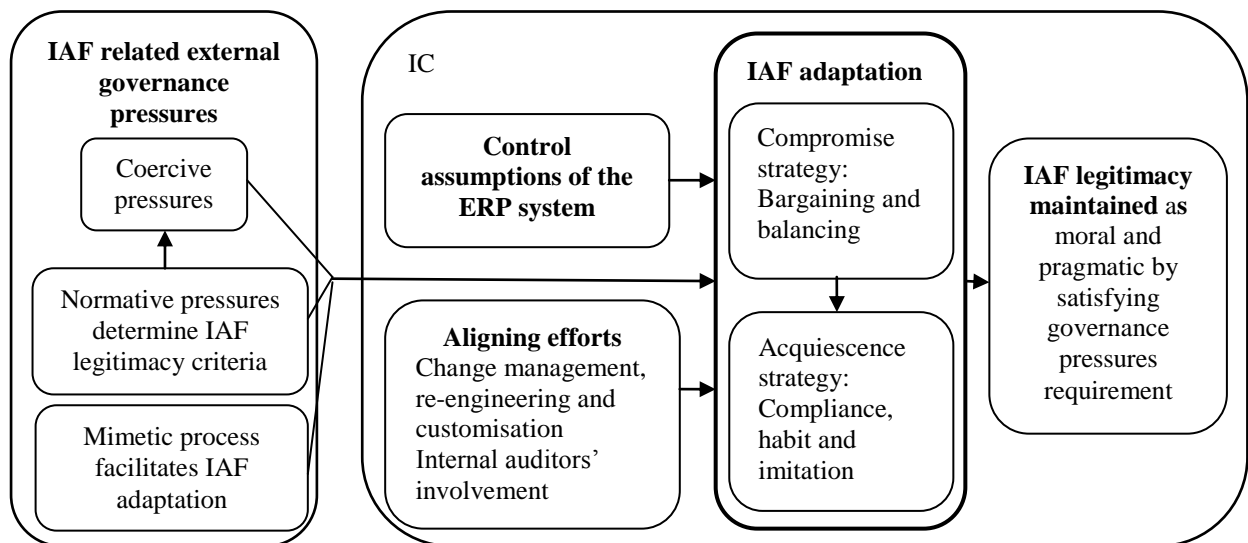 IAF related external
governance
pressures
Coercive
pressures
Normative pressures
determine IAF
legitimacy criteria
Mimetic process
facilitates IAF
adaptation
IC
Control
assumptions of the
ERP system
Aligning efforts
Change management,
re-engineering and
customisation
Internal auditors’
involvement
IAF adaptation
Compromise
strategy:
Bargaining and
balancing
Acquiescence
strategy:
Compliance,
habit and
imitation
IAF legitimacy
maintained as
moral and
pragmatic by
satisfying
governance
pressures
requirement